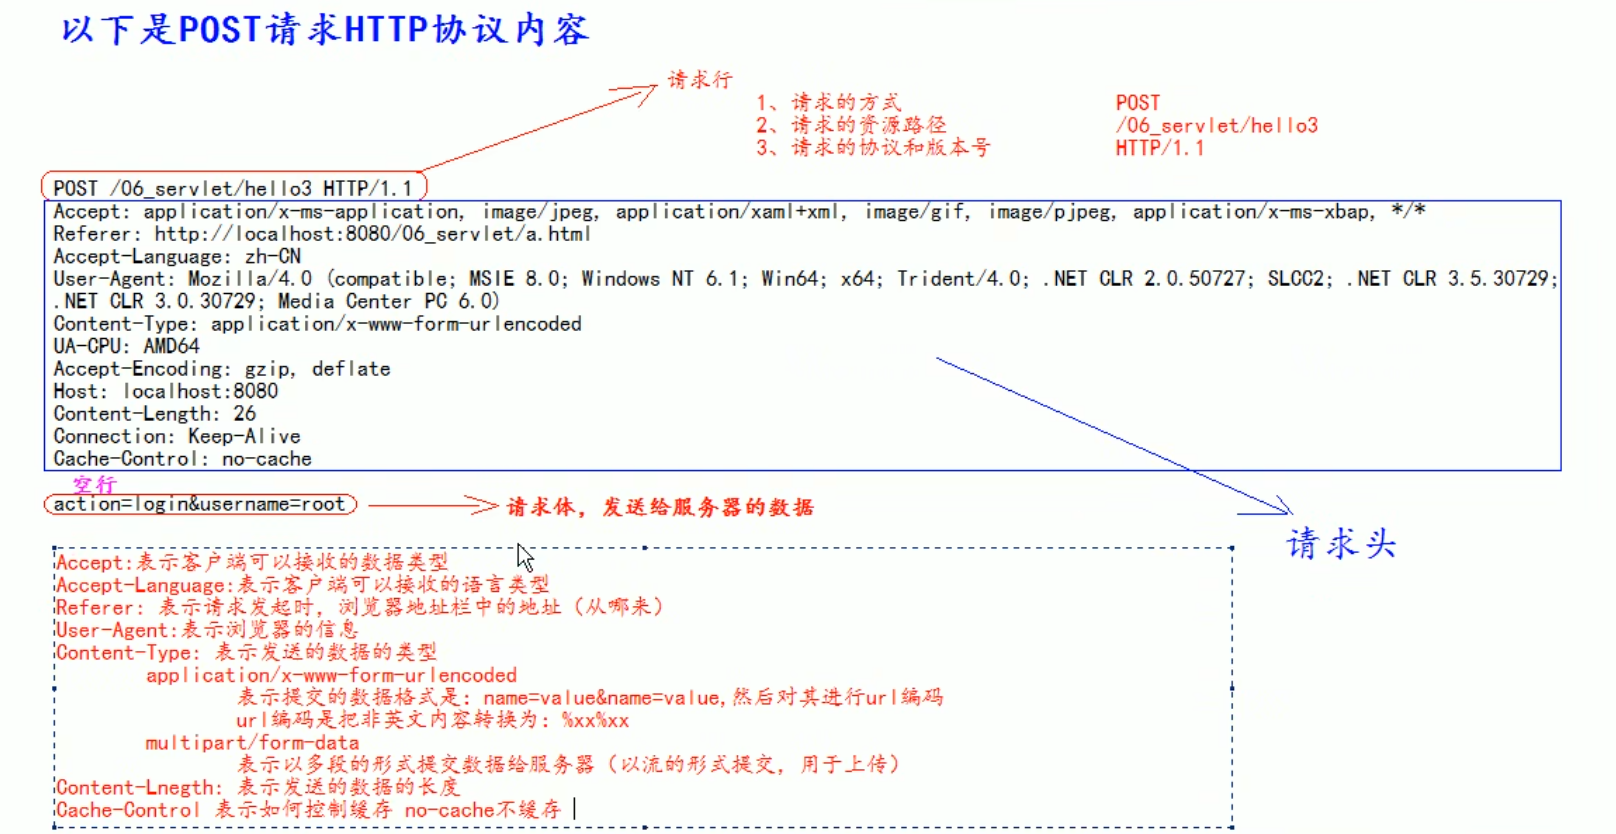 以下是POST请求HTTP协议内容
请求行
1、请求的方式 POST
2、请求的资源路径 /06_servlet/hello3
3、请求的协议和版本号 HTTP/1.1
POST /06_servlet/hello3 HTTP/1.1
Accept: application/x-ms-application, image/jpeg, application/xaml+xml, image/gif, image/pjpeg, application/x-ms-xbap, */*
Referer: http://localhost:8080/06_servlet/a.html
Accept-Language: zh-CN
User-Agent: Mozilla/4.0 (compatible; MSIE 8.0; Windows NT 6.1; Win64; x64; Trident/4.0; .NET CLR 2.0.50727; SLCC2; .NET CLR 3.5.30729;
.NET CLR 3.0.30729; Media Center PC 6.0)
Content-Type: application/x-www-form-urlencoded
UA-CPU: AMD64
Accept-Encoding: gzip, deflate
Host: localhost:8080
Content-Length: 26
Connection: Keep-Alive
Cache-Control: no-cache
空行
action=login&username=root
请求体，发送给服务器的数据
请求头
Accept:表示客户端可以接收的数据类型
Accept-Language:表示客户端可以接收的语言类型
Referer: 表示请求发起时，浏览器地址栏中的地址（从哪来）
User-Agent:表示浏览器的信息
Content-Type: 表示发送的数据的类型
application/x-www-form-urlencoded
表示提交的数据格式是: name=value&name=value,然后对其进行url编码
url编码是把非英文内容转换为: %xx%xx
multipart/form-data
表示以多段的形式提交数据给服务器（以流的形式提交，用于上传）
Content-Lnegth: 表示发送的数据的长度
Cache-Control 表示如何控制缓存 no-cache不缓存